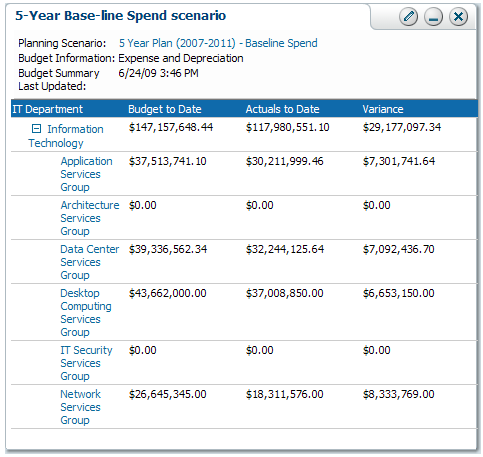 5-Year Base-line Spend scenario
Planning Scenario: 5 Year Plan (2007-2011) - Baseline Spend
Budget Information: Expense and Depreciation
Budget Summary 6/24/09 3:46 PM
Last Updated:
IT Department Budget to Date Actuals to Date Variance
Information $147,157,648.44 $117,980,551.10 $29,177,097.34
Technology
Application $37,513,741.10 $30,211,999.46 $7,301,741.64
Services
Group
Architecture $0.00 $0.00 $0.00
Services
Group
Data Center $39,336,562.34 $32,244,125.64 $7,092,436.70
Services
Group
Desktop $43,662,000.00 $37,008,850.00 $6,653,150.00
Computing
Services
Group
IT Security $0.00 $0.00 $0.00
Services
Group
Network $26,645,345.00 $18,311,576.00 $8,333,769.00
Services
Group